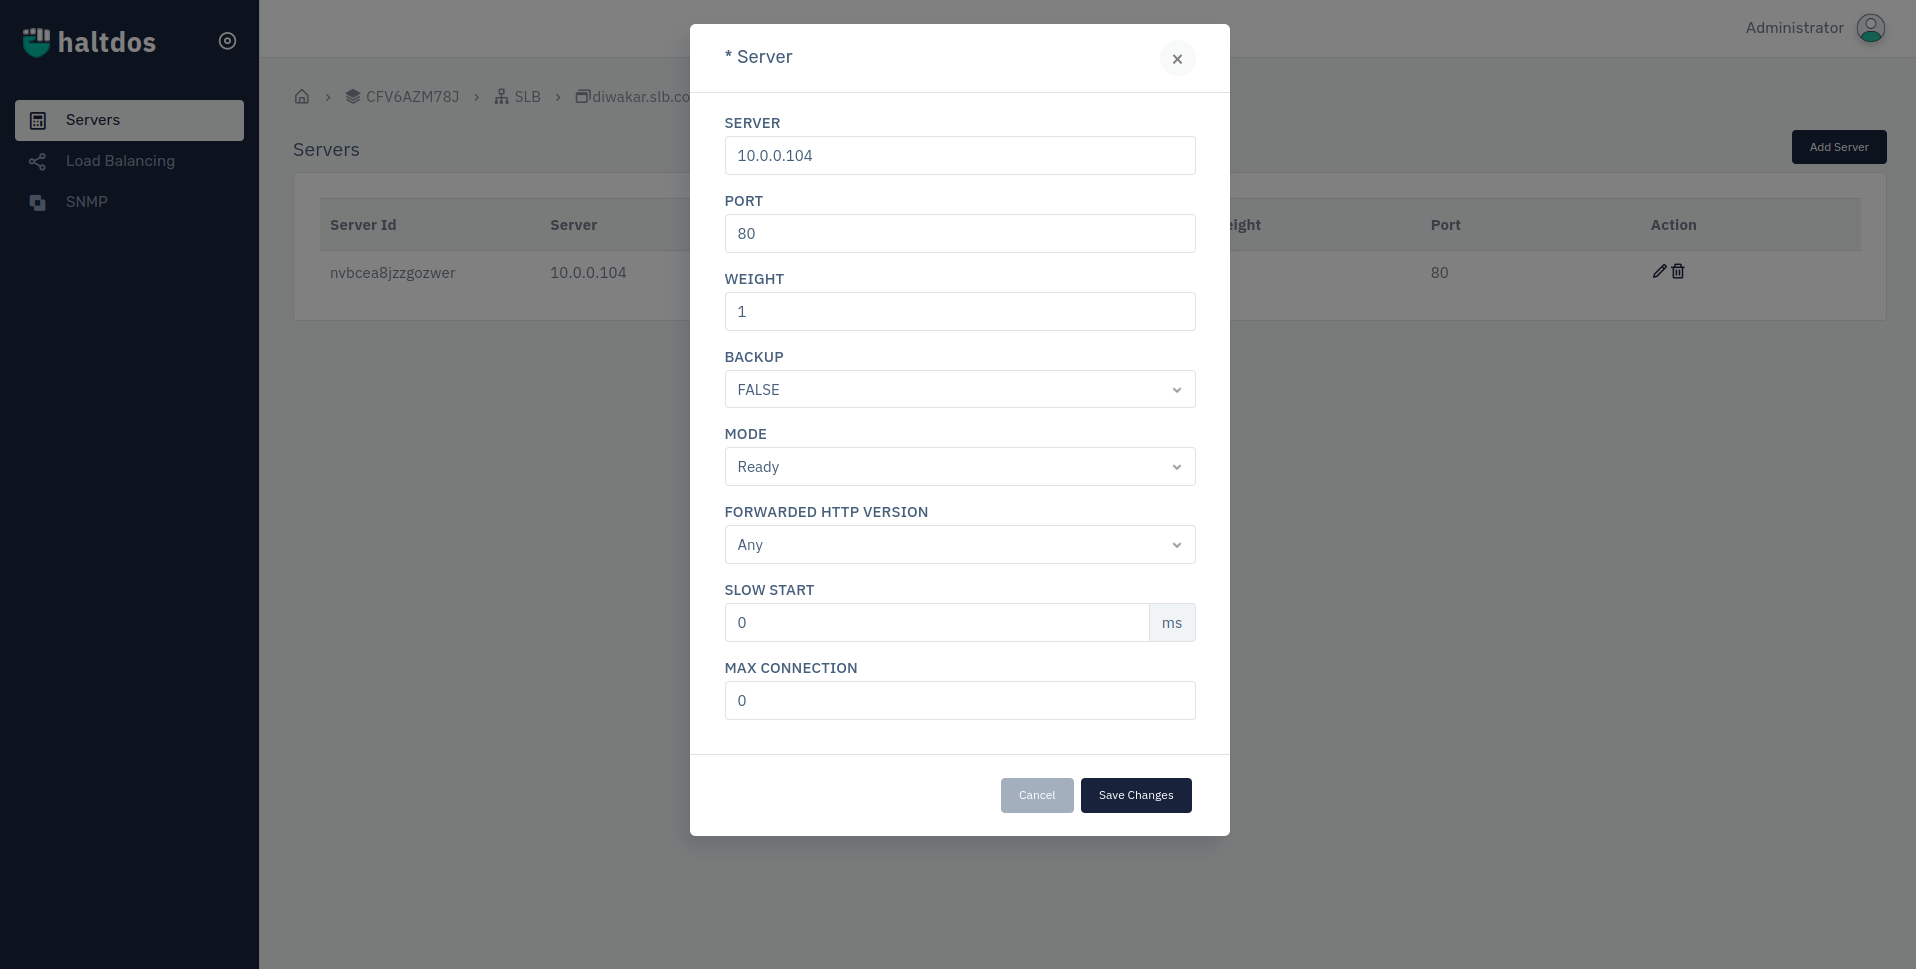 haltdos
Administrator
Servers
Load Balancing
SNMP
CFV6AZM78J
SLB
diwakar.slb.co
Servers
Add Server
Server Id
Server
eight
Port
Action
nvbcea8jzzgozwer
10.0.0.104
80
* Server
×
SERVER
10.0.0.104
PORT
80
WEIGHT
1
BACKUP
FALSE
MODE
Ready
FORWARDED HTTP VERSION
Any
SLOW START
0
ms
MAX CONNECTION
0
Cancel
Save Changes